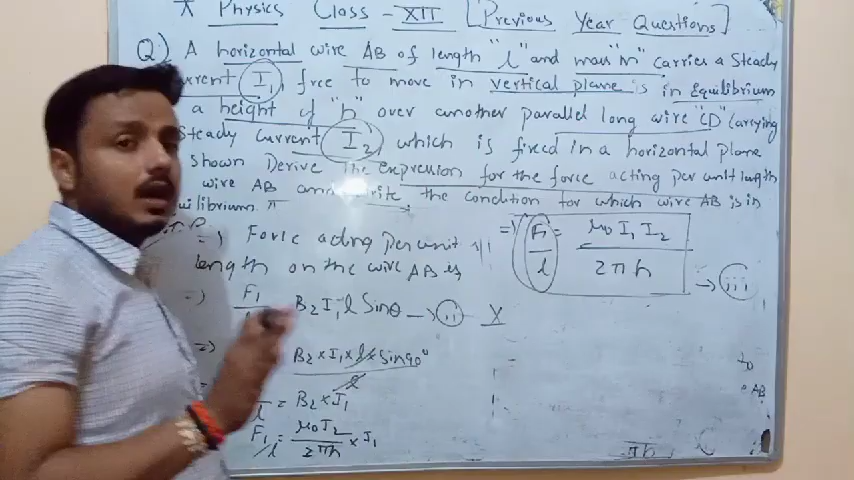 Physics Class - XII [Previous Year Questions]
Q:) A horizontal wire AB of length "l" and mass "m" carries a Steady
current I1, free to move in vertical plane is in Equilibrium
a height of "h" over another parallel long wire "CD" carrying
steady current I2 which is fixed in a horizontal plane
shown Derive the expression for the force acting per unit length
wire AB and write the condition for which wire AB is in
quilibrium
=) Force acting per unit
length on the wire AB is
=) F1 B2 I1 l Sinθ → (ii) X
=) B2 × I1 × l × Sin90°
l
l = B2 × I1
F1/l = μ0 I2/2πh × I1
=) F1/l = μ0 I1 I2/2πh → (iii)
AB
πh